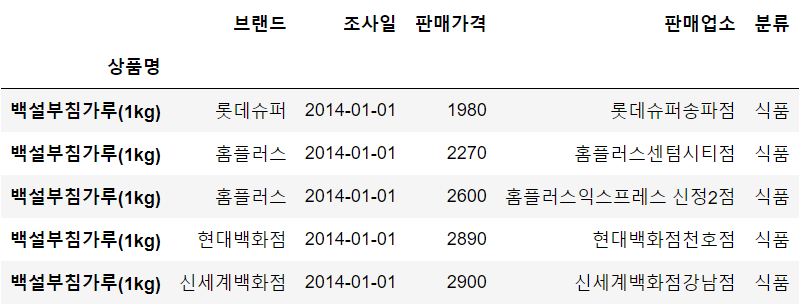 브랜드 조사일 판매가격 판매업소 분류
상품명
백설부침가루(1kg) 롯데슈퍼 2014-01-01 1980 롯데슈퍼송파점 식품
백설부침가루(1kg) 홈플러스 2014-01-01 2270 홈플러스센텀시티점 식품
백설부침가루(1kg) 홈플러스 2014-01-01 2600 홈플러스익스프레스 신정2점 식품
백설부침가루(1kg) 현대백화점 2014-01-01 2890 현대백화점천호점 식품
백설부침가루(1kg) 신세계백화점 2014-01-01 2900 신세계백화점강남점 식품